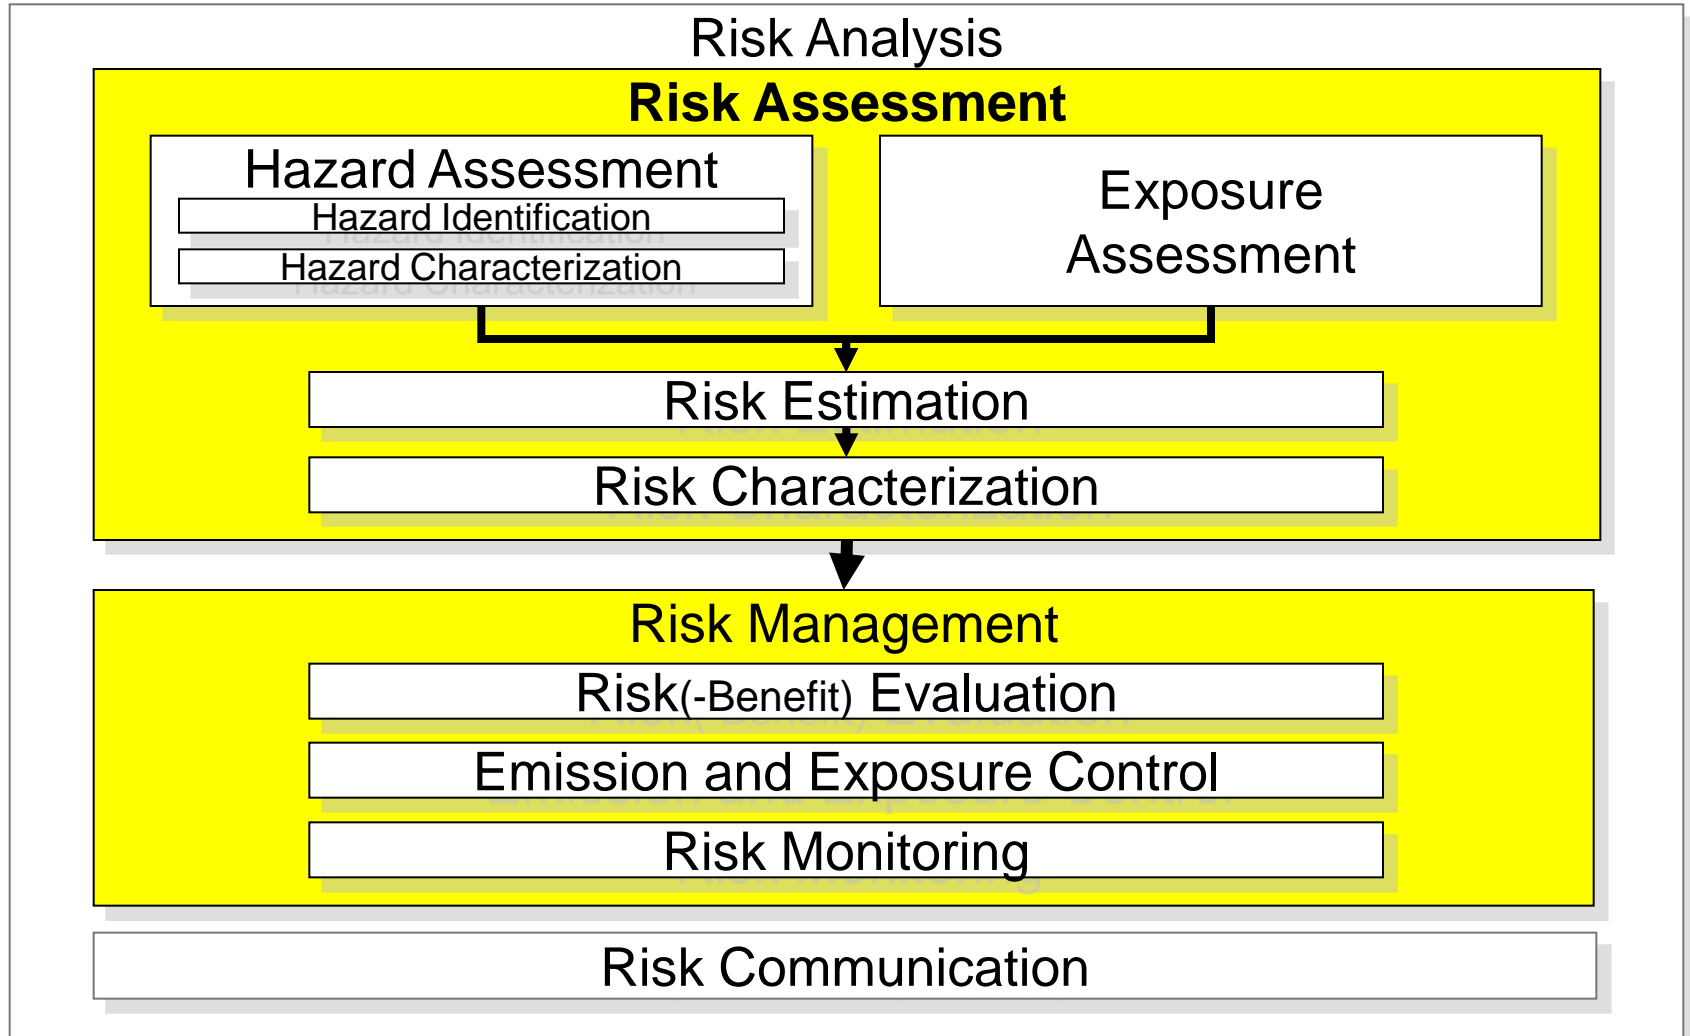 Risk Analysis
Risk Assessment
Hazard Assessment
Hazard Identification
Hazard Characterization
Exposure
Assessment
Risk Estimation
Risk Characterization
Risk Management
Risk(-Benefit) Evaluation
Emission and Exposure Control
Risk Monitoring
Risk Communication